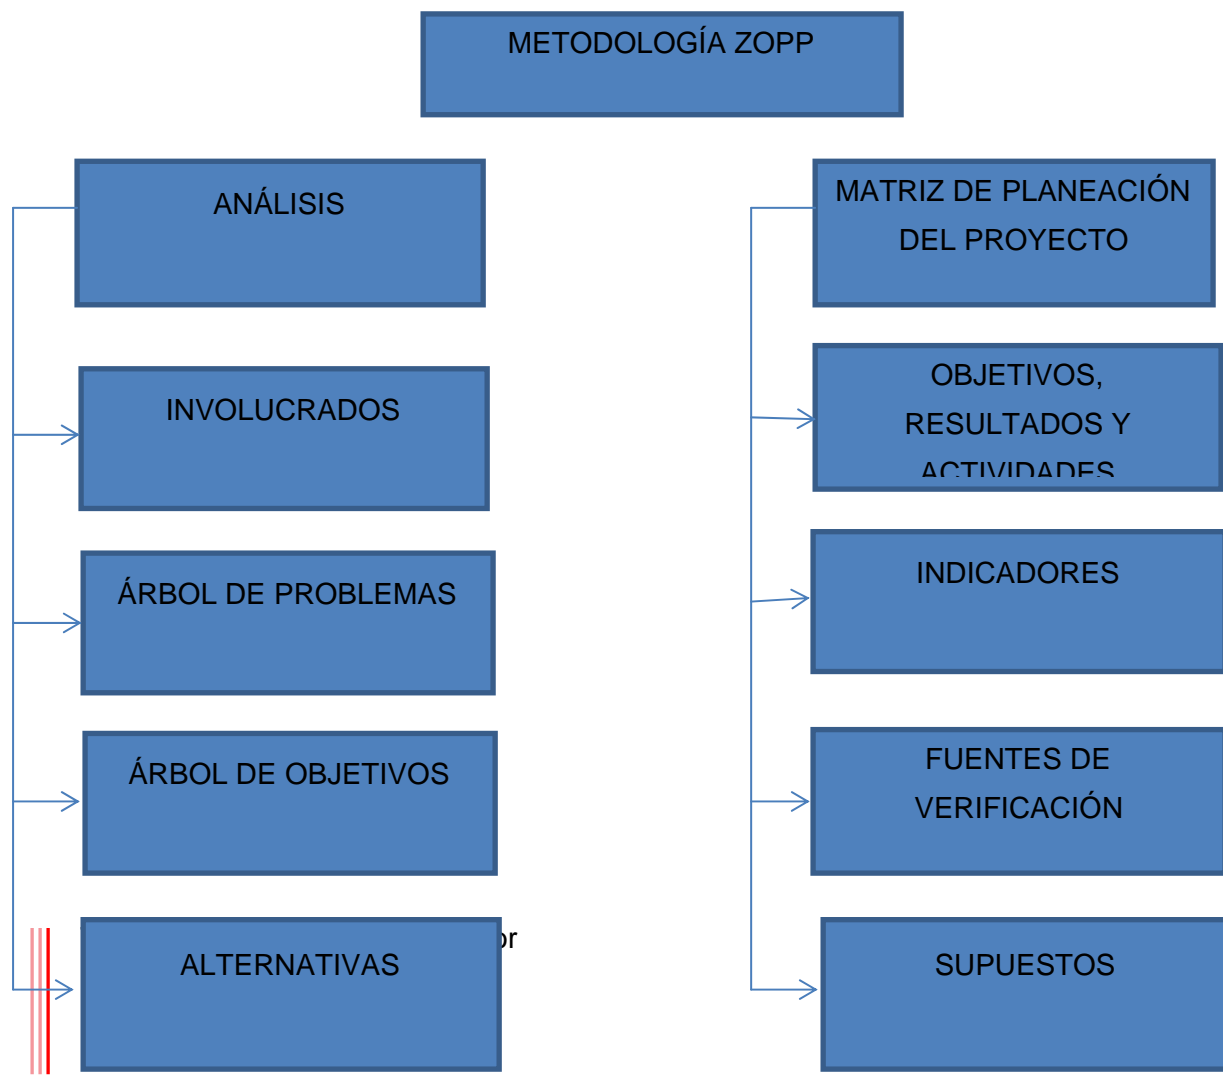 METODOLOGÍA ZOPP
ANÁLISIS
INVOLUCRADOS
ÁRBOL DE PROBLEMAS
ÁRBOL DE OBJETIVOS
ALTERNATIVAS
MATRIZ DE PLANEACIÓN
DEL PROYECTO
OBJETIVOS,
RESULTADOS Y
ACTIVIDADES
INDICADORES
FUENTES DE
VERIFICACIÓN
SUPUESTOS